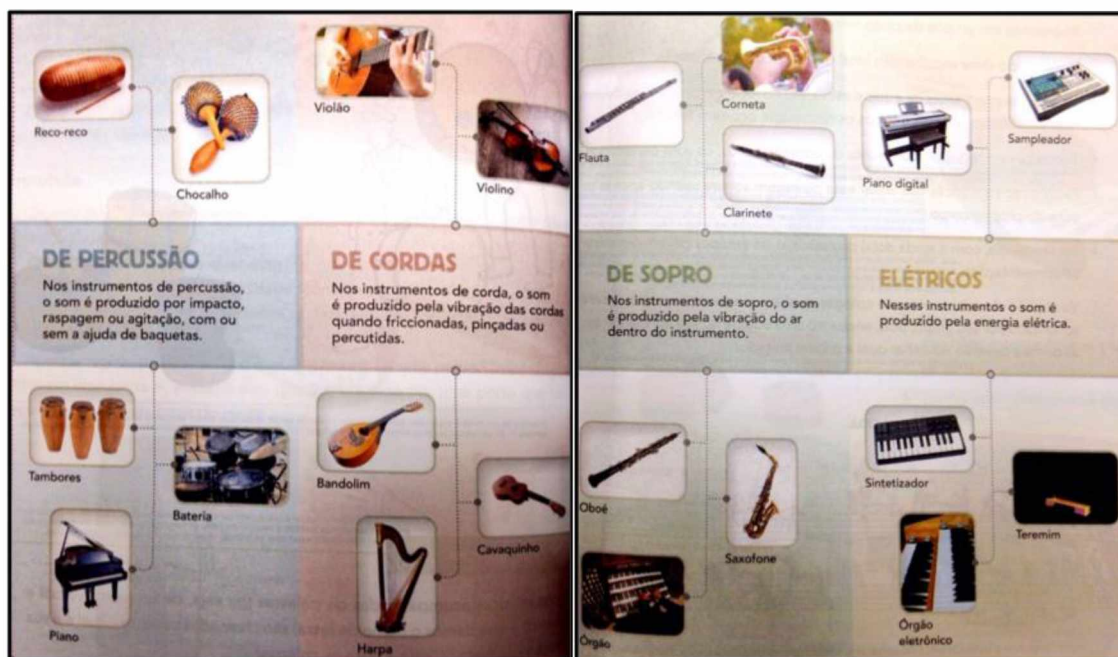 Reco-reco
Chocalho
Violão
Violino
DE PERCUSSÃO
Nos instrumentos de percussão,
o som é produzido por impacto,
raspagem ou agitação, com ou
sem a ajuda de baquetas.
DE CORDAS
Nos instrumentos de corda, o som
é produzido pela vibração das cordas
quando friccionadas, pinçadas ou
percutidas.
Tambores
Bateria
Piano
Bandolim
Cavaquinho
Harpa
Flauta
Corneta
Clarinete
Piano digital
Sampleador
DE SOPRO
Nos instrumentos de sopro, o som
é produzido pela vibração do ar
dentro do instrumento.
ELÉTRICOS
Nesses instrumentos o som é
produzido pela energia elétrica.
Oboé
Saxofone
Órgão
Sintetizador
Teremim
Órgão
eletrônico